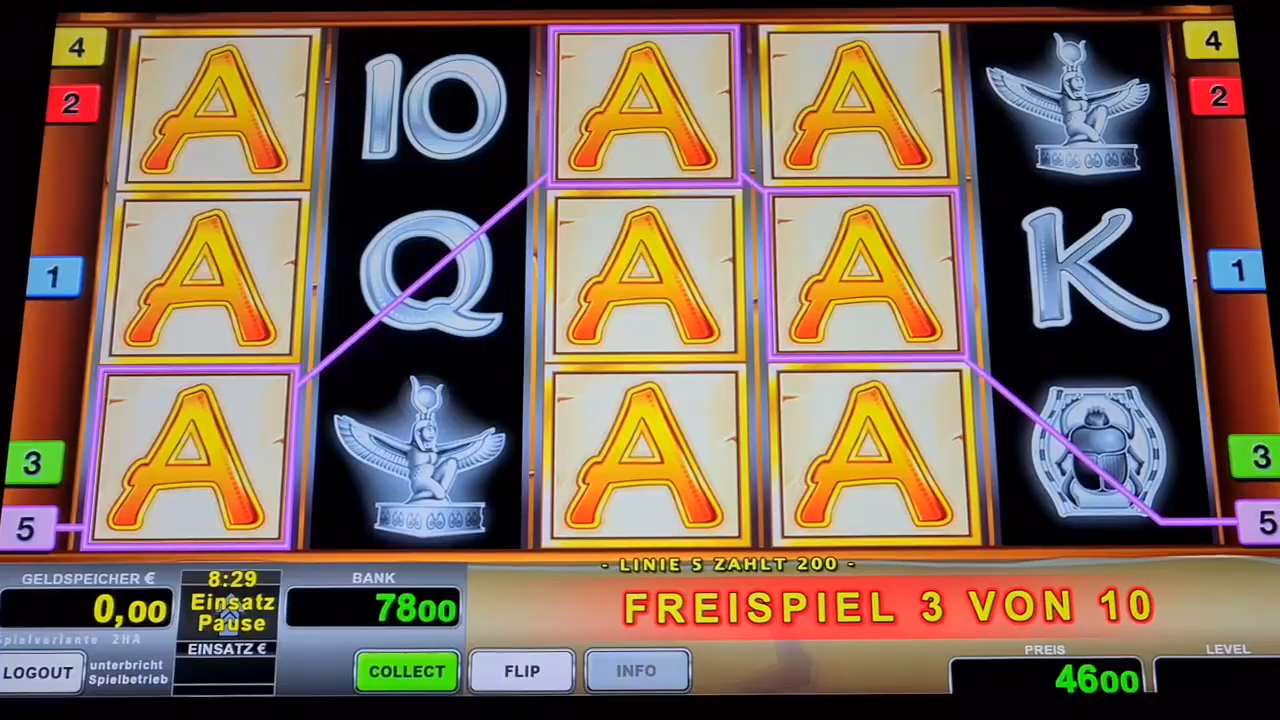 4 A 10 A A 4
2 2
1 A Q A A K 1
3 A A A 3
5 5
- LINIE 5 ZAHLT 200 -
GELDSPEICHER € 8:29 BANK
0,00 Einsatz 7800 FREISPIEL 3 VON 10
Pause
Spielvariante 2HA
EINSATZ € PREIS LEVEL
LOGOUT unterbricht COLLECT FLIP INFO
Spielbetrieb 4600